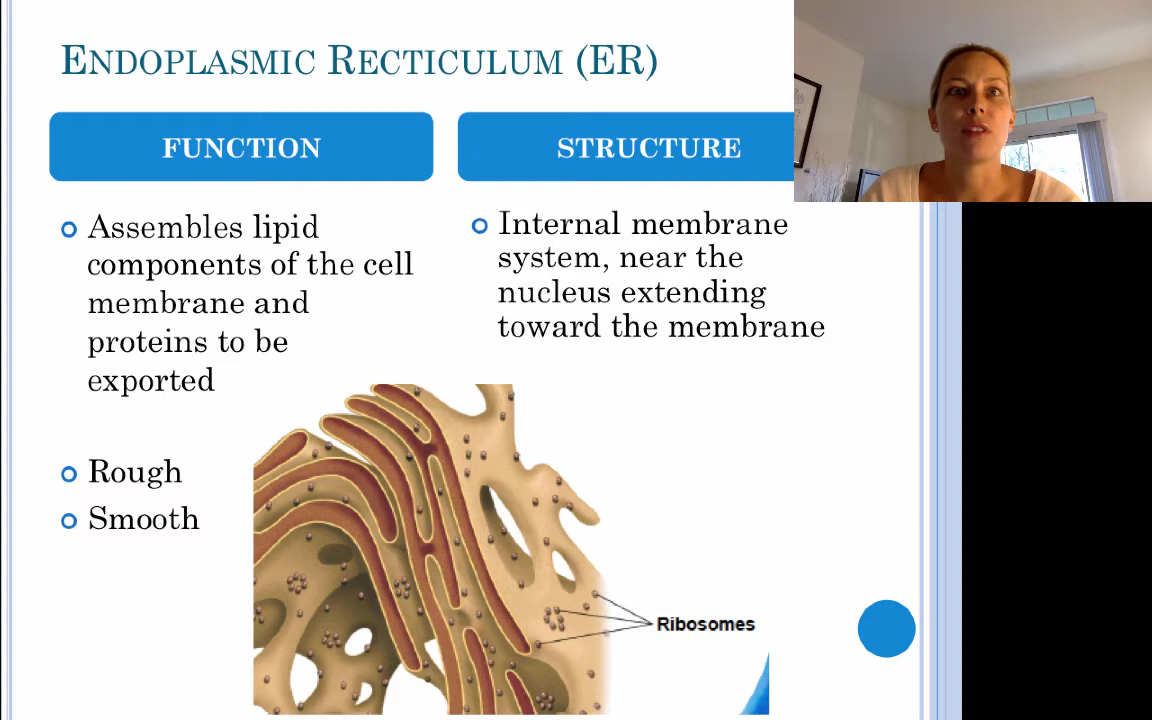 ENDOPLASMIC RECTICULUM (ER)
FUNCTION
Assembles lipid
components of the cell
membrane and
proteins to be
exported
Rough
Smooth
STRUCTURE
Internal membrane
system, near the
nucleus extending
toward the membrane
Ribosomes